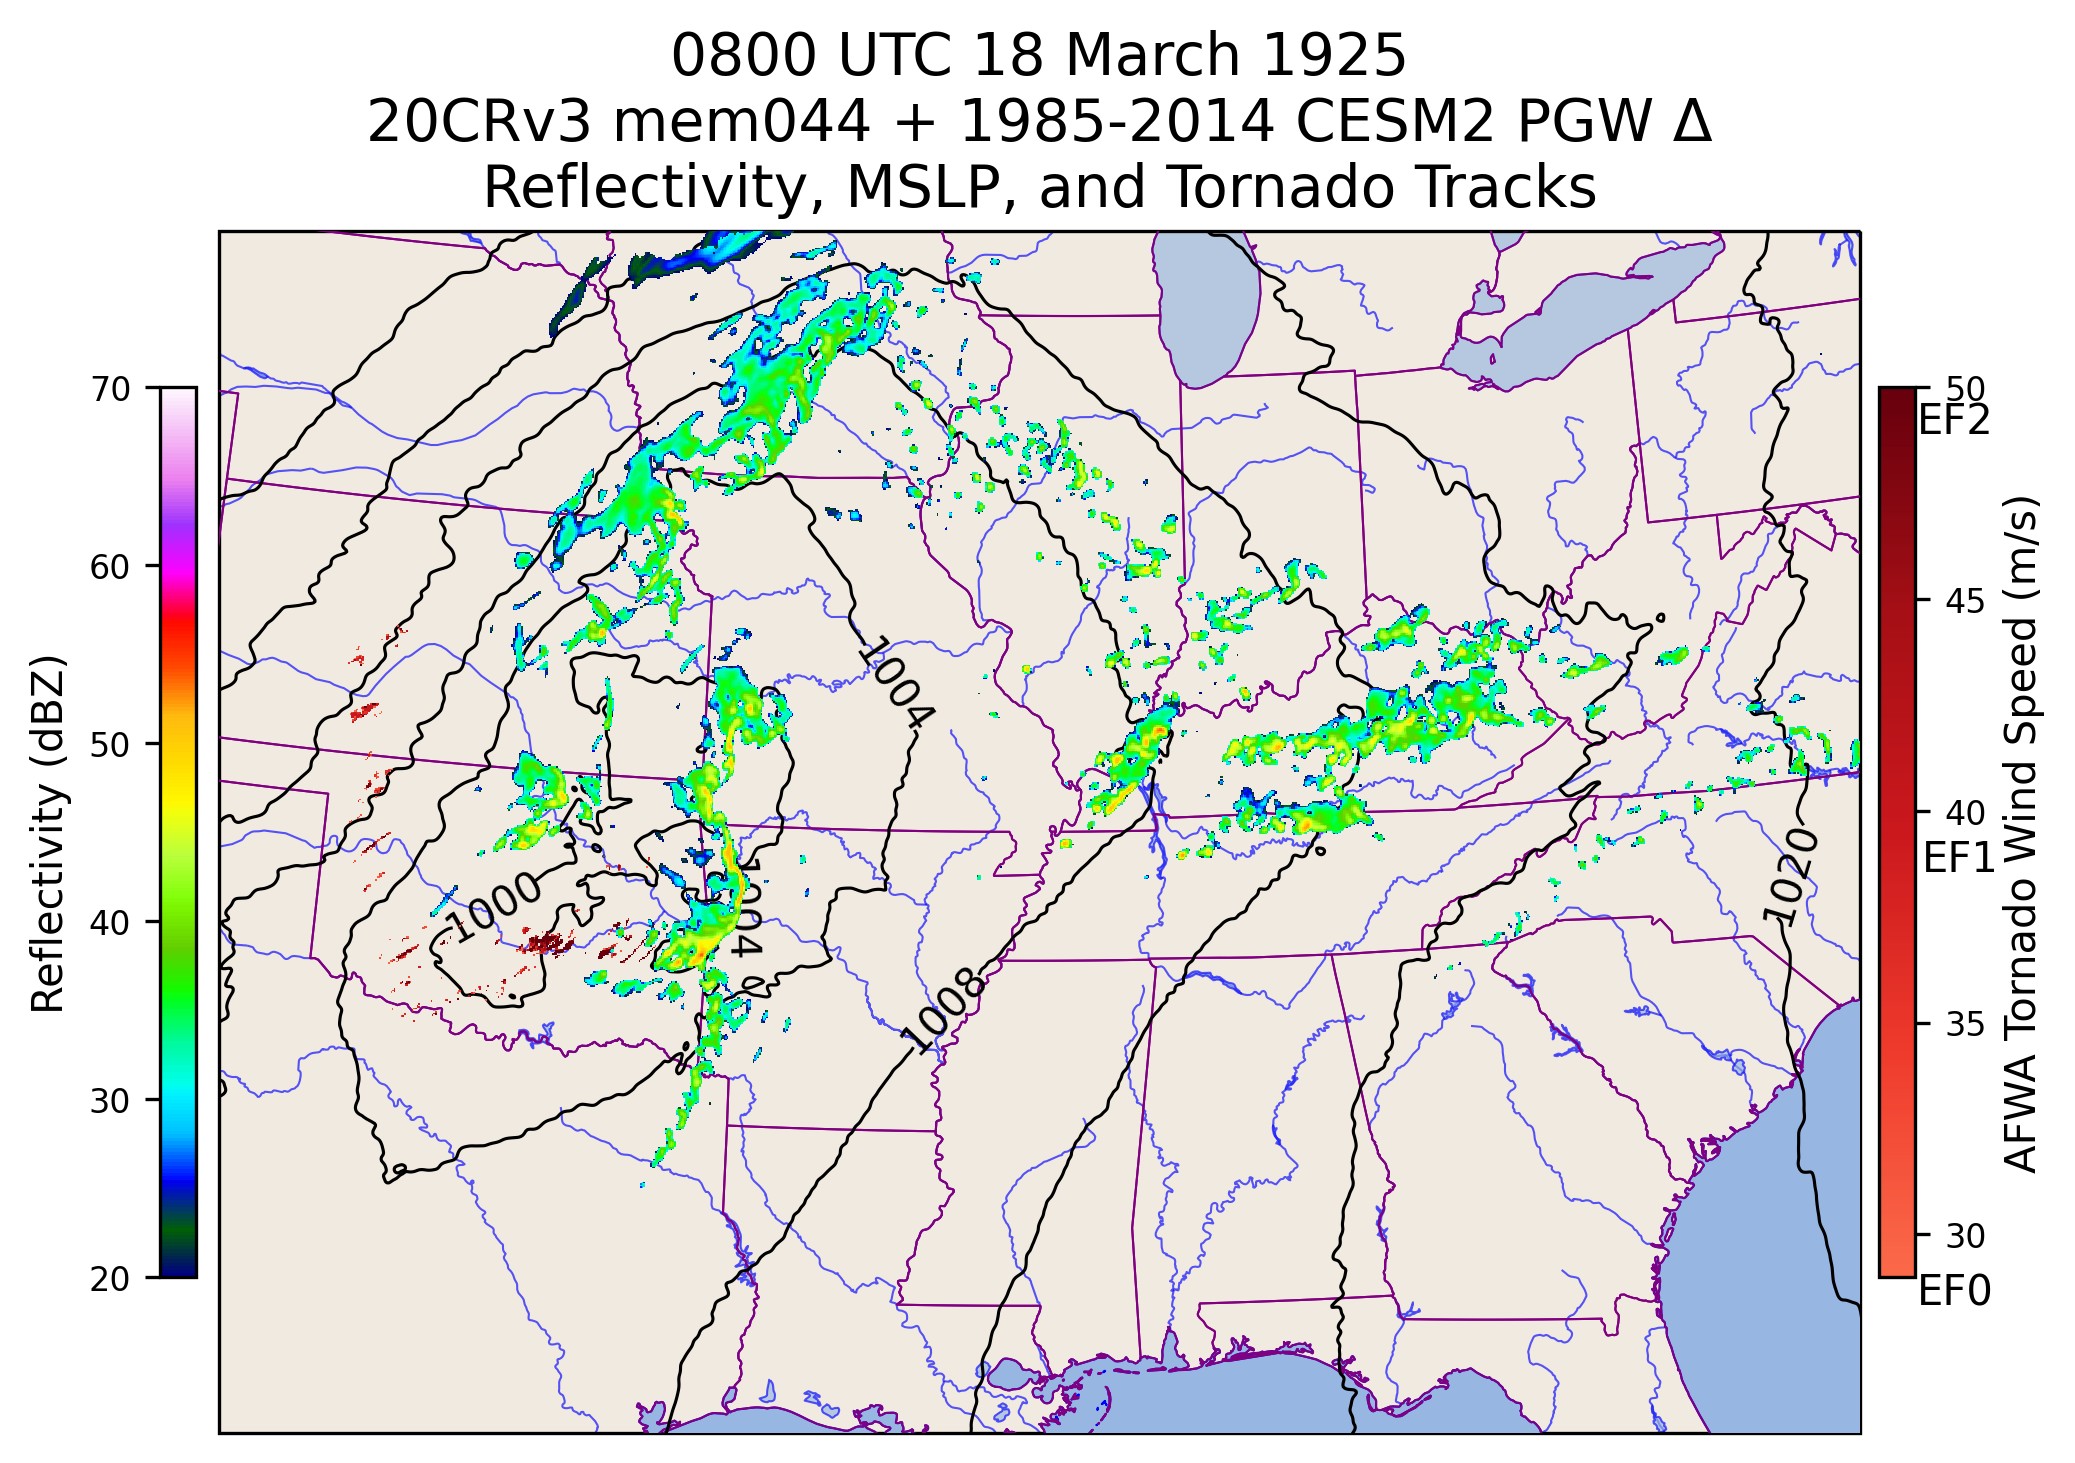 0800 UTC 18 March 1925
20CRv3 mem044 + 1985-2014 CESM2 PGW Δ
Reflectivity, MSLP, and Tornado Tracks
70
60
50
40
30
20
Reflectivity (dBZ)
1004
1000
1004
1008
1020
50
EF2
45
40
EF1
35
30
EF0
AFWA Tornado Wind Speed (m/s)